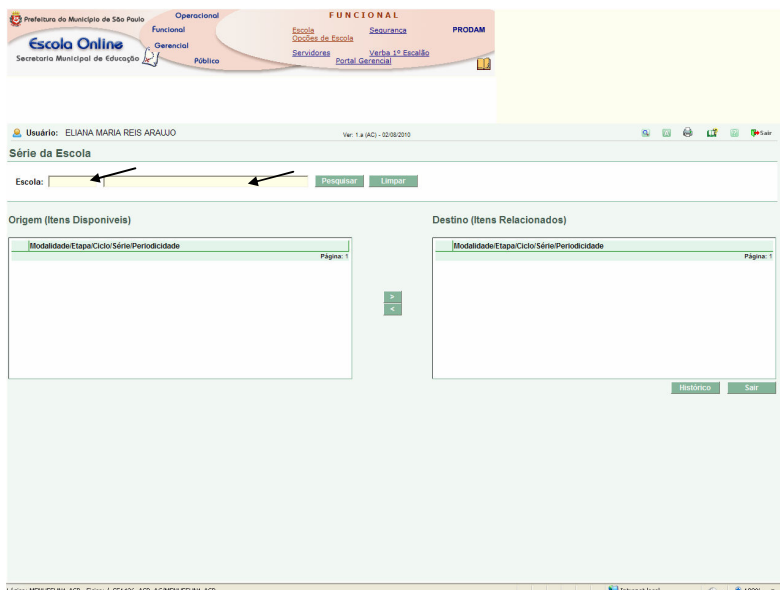 Prefeitura do Município de São Paulo
Escola Online
Secretaria Municipal de Educação
Operacional
Funcional
Gerencial
Público
FUNCIONAL
Escola Segurança PRODAM
Opções de Escola
Servidores Verba 1º Escalão
Portal Gerencial
Usuário: ELIANA MARIA REIS ARAUJO Ver: 1.a (AC) - 02/08/2010 Sair
Série da Escola
Escola: Pesquisar Limpar
Origem (Itens Disponíveis) Destino (Itens Relacionados)
Modalidade/Etapa/Ciclo/Série/Periodicidade Modalidade/Etapa/Ciclo/Série/Periodicidade
Página: 1 Página: 1
>
<
Histórico Sair